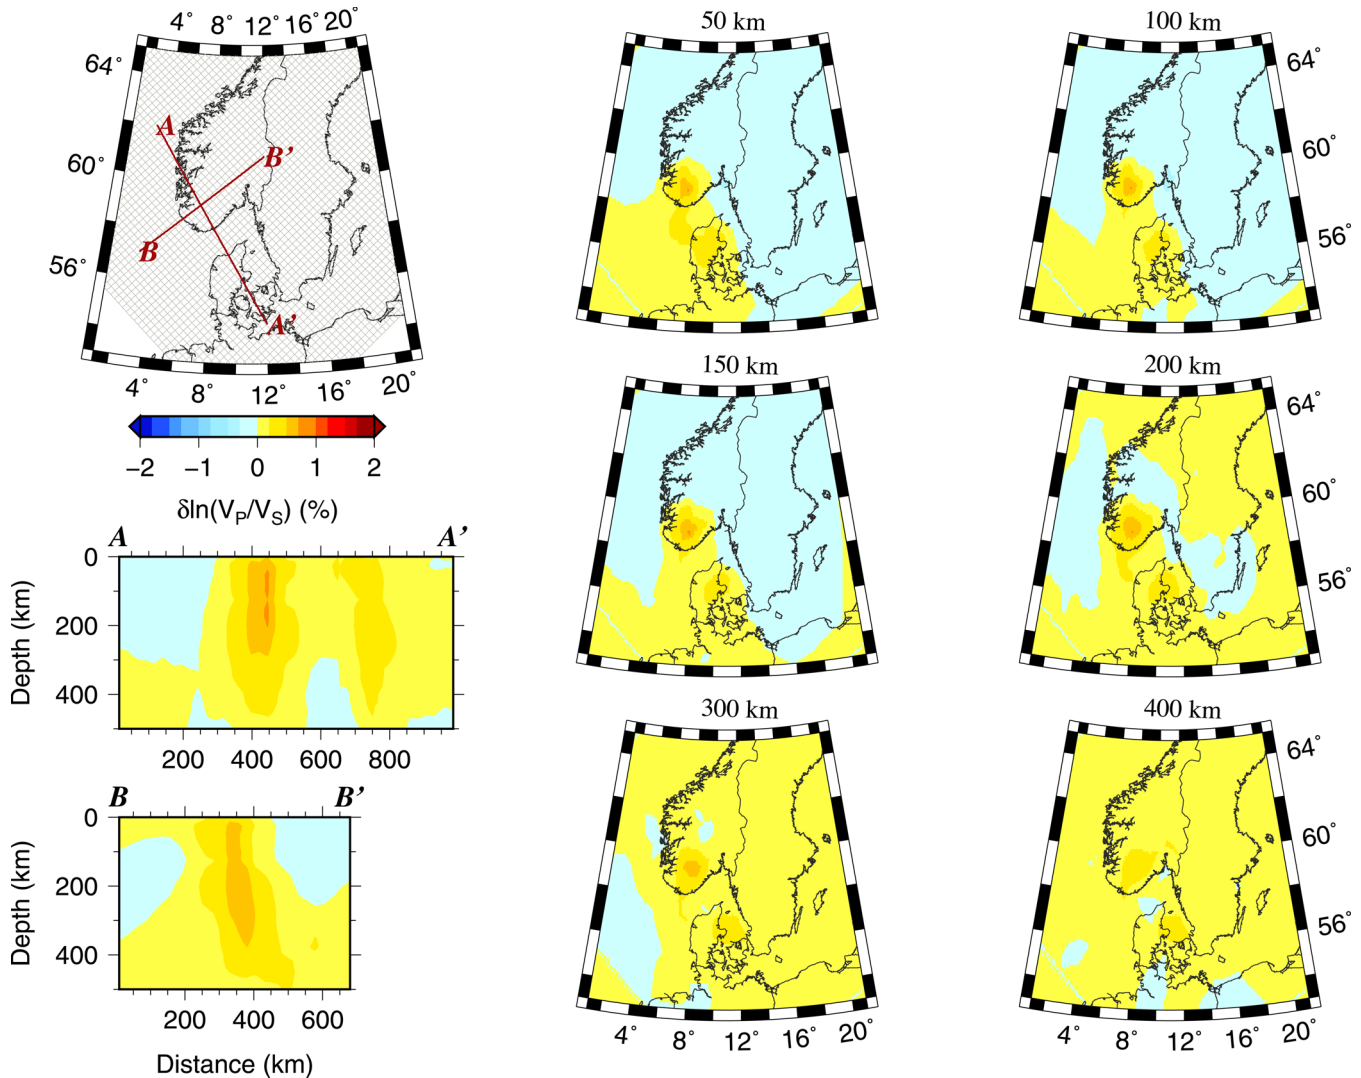 4° 8° 12° 16° 20°
64°
60°
56°
A
B'
B
A'
4° 8° 12° 16° 20°
−2 −1 0 1 2
δln(VP/VS) (%)
A A'
0
200
400
Depth (km)
200 400 600 800
B B'
0
200
400
Depth (km)
200 400 600
Distance (km)
50 km
100 km
64°
60°
56°
150 km
200 km
64°
60°
56°
300 km
400 km
64°
60°
56°
4° 8° 12° 16° 20°
4° 8° 12° 16° 20°